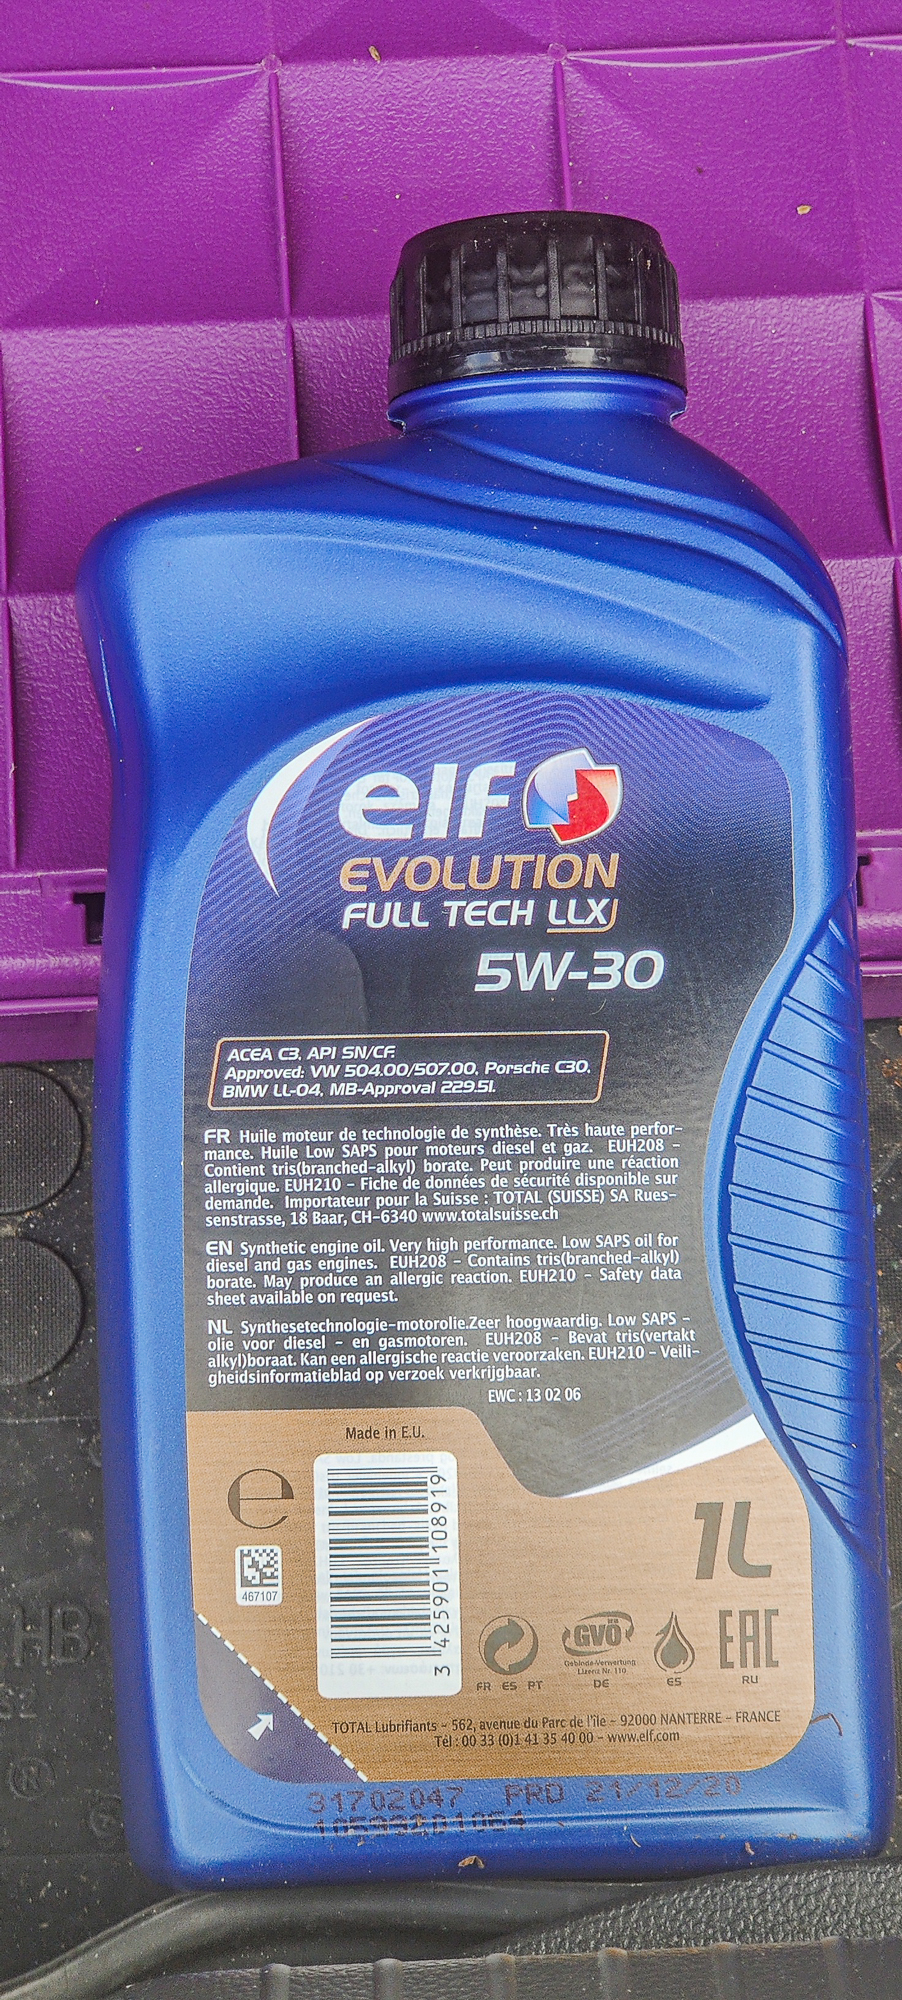 elf
EVOLUTION
FULL TECH LLX
5W-30
ACEA C3, API SN/CF.
Approved: VW 504.00/507.00, Porsche C30,
BMW LL-04, MB-Approval 229.51.
FR Huile moteur de technologie de synthèse. Très haute perfor-
mance. Huile Low SAPS pour moteurs diesel et gaz. EUH208 -
Contient tris(branched-alkyl) borate. Peut produire une réaction
allergique. EUH210 - Fiche de données de sécurité disponible sur
demande. Importateur pour la Suisse : TOTAL (SUISSE) SA Rues-
senstrasse, 18 Baar, CH-6340 www.totalsuisse.ch
EN Synthetic engine oil. Very high performance. Low SAPS oil for
diesel and gas engines. EUH208 - Contains tris(branched-alkyl)
borate. May produce an allergic reaction. EUH210 - Safety data
sheet available on request.
NL Synthesetechnologie-motorolie.Zeer hoogwaardig. Low SAPS -
olie voor diesel - en gasmotoren. EUH208 - Bevat tris(vertakt
alkyl)boraat. Kan een allergische reactie veroorzaken. EUH210 - Veili-
gheidsinformatieblad op verzoek verkrijgbaar.
EWC : 13 02 06
Made in E.U.
e
467107
3 425901 108919
1L
FR ES PT
GVÖ
Gebinde-Verwertung
Lizenz Nr. 110
DE
ES
EAC
RU
TOTAL Lubrifiants - 562, avenue du Parc de l'île - 92000 NANTERRE - FRANCE
Tél : 00 33 (0)1 41 35 40 00 - www.elf.com
31702047 PRD 21/12/20
HB